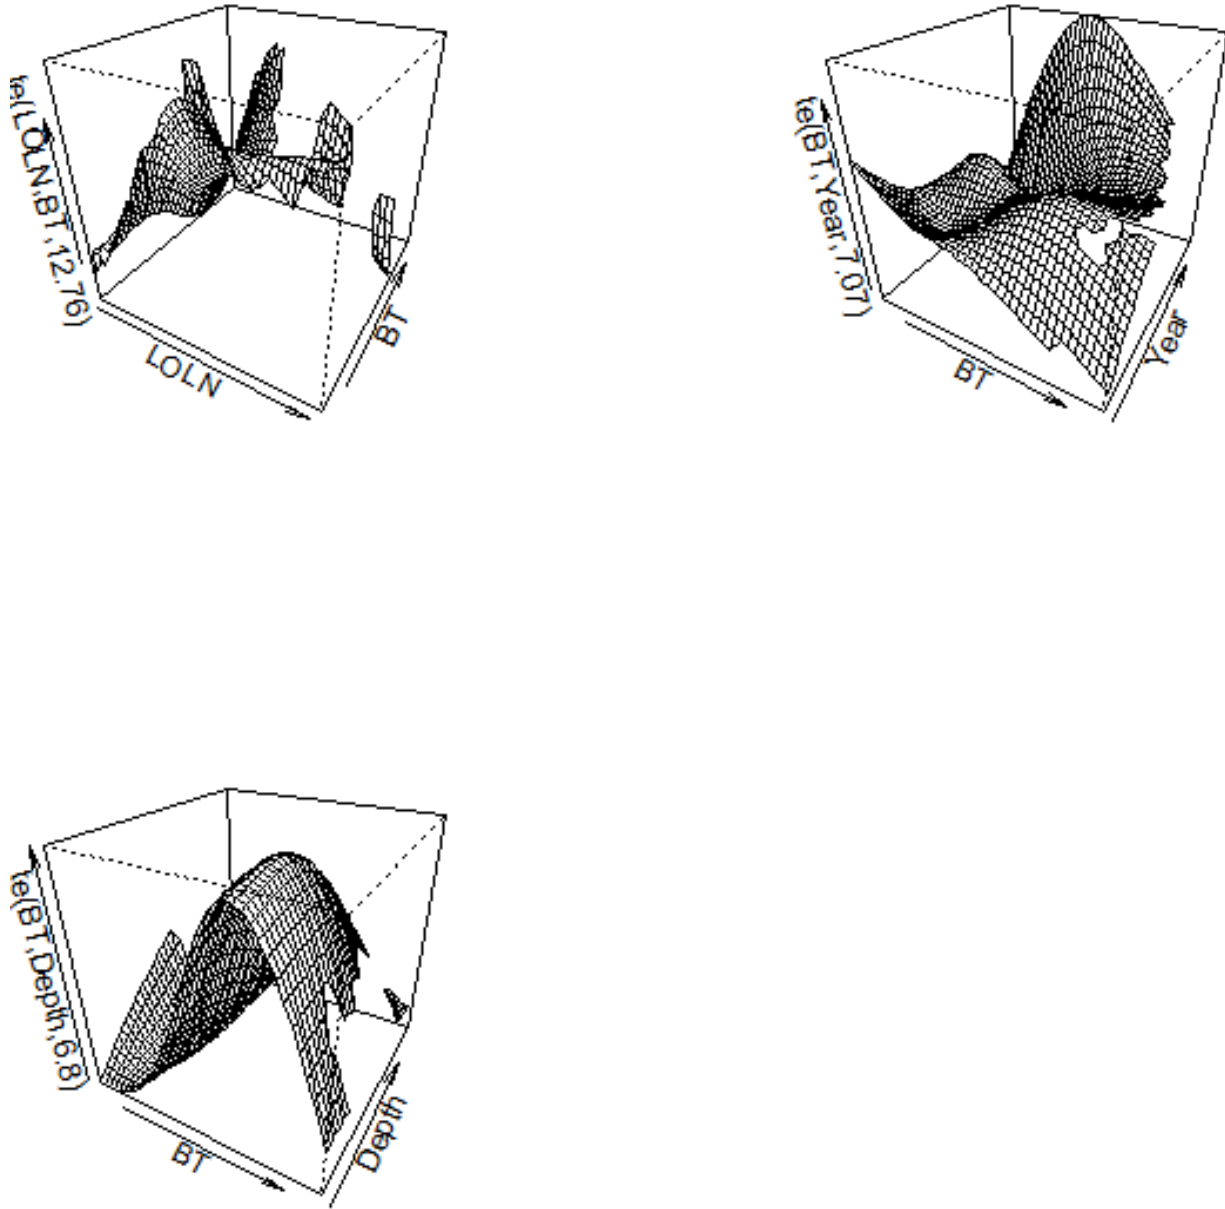 te(LOLN,BT,12.76)
LOLN
BT
te(BT,Year,7.07)
BT
Year
te(BT,Depth,6.8)
BT
Depth